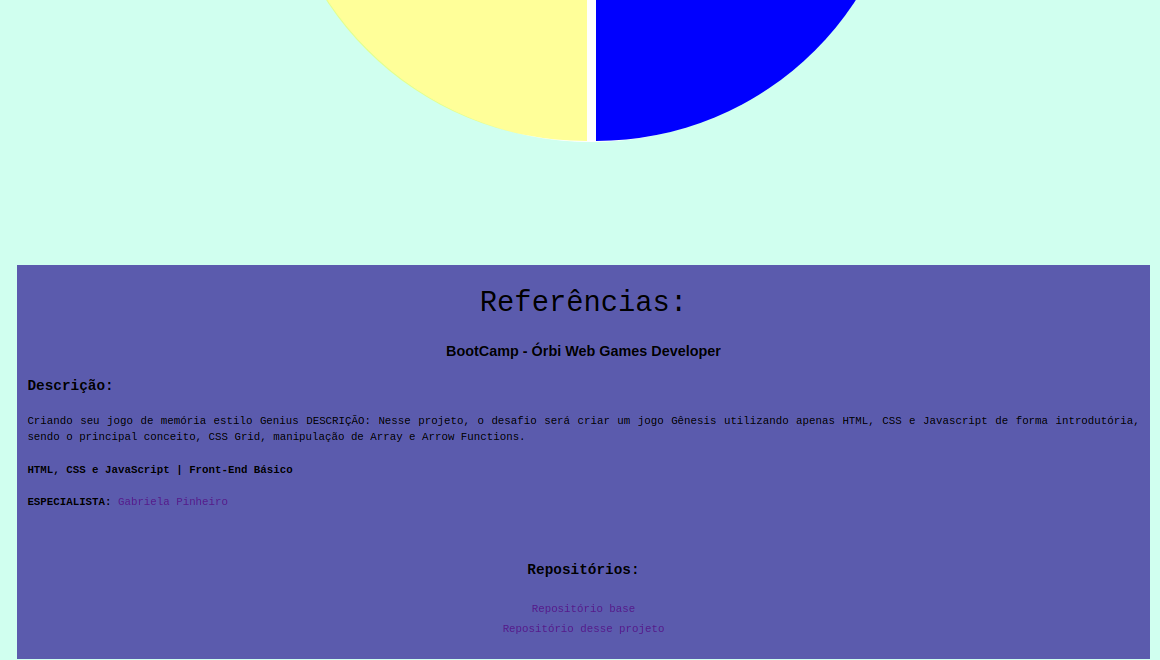 Referências:
BootCamp - Órbi Web Games Developer
Descrição:
Criando seu jogo de memória estilo Genius DESCRIÇÃO: Nesse projeto, o desafio será criar um jogo Gênesis utilizando apenas HTML, CSS e Javascript de forma introdutória,
sendo o principal conceito, CSS Grid, manipulação de Array e Arrow Functions.
HTML, CSS e JavaScript | Front-End Básico
ESPECIALISTA: Gabriela Pinheiro
Repositórios:
Repositório base
Repositório desse projeto